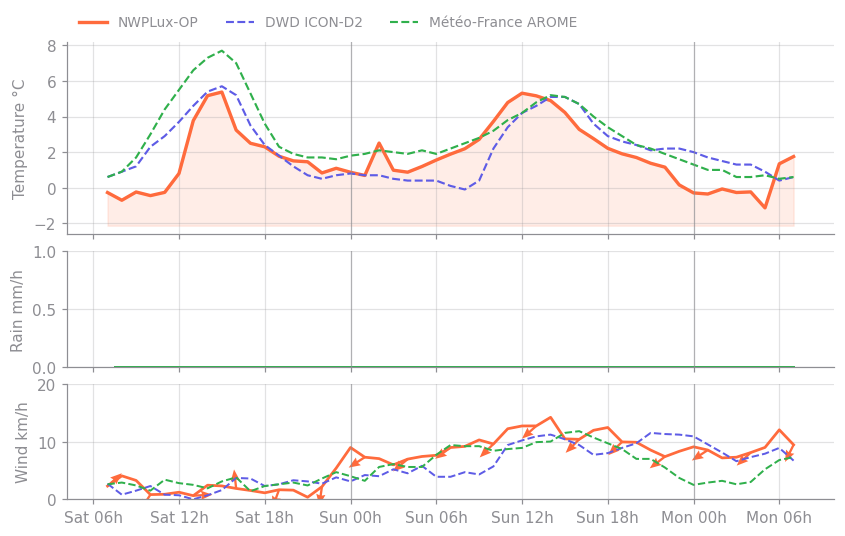 NWPLux-OP DWD ICON-D2 Météo-France AROME
Temperature °C
8
6
4
2
0
−2
Rain mm/h
1.0
0.5
0.0
Wind km/h
20
10
0
Sat 06h Sat 12h Sat 18h Sun 00h Sun 06h Sun 12h Sun 18h Mon 00h Mon 06h